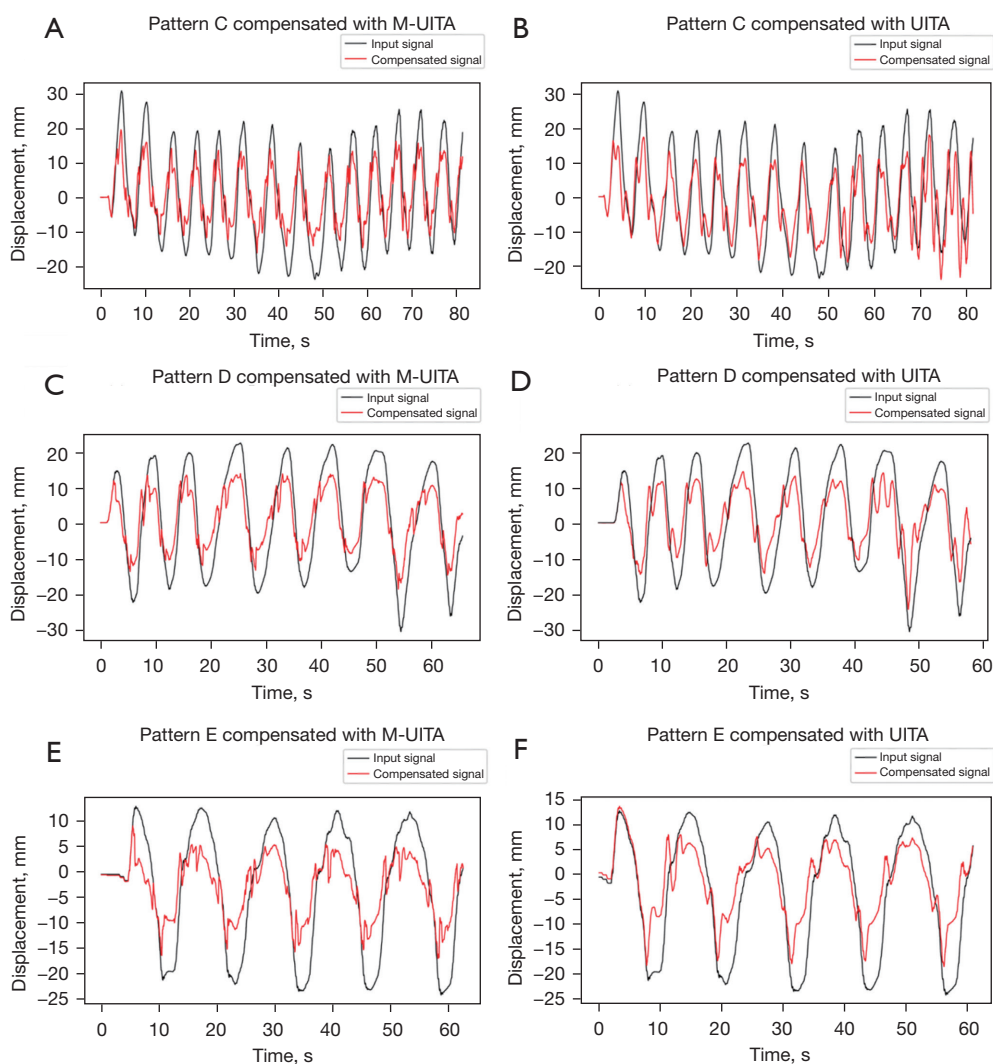 A
Pattern C compensated with M-UITA
Input signal
Compensated signal
Displacement, mm
30
20
10
0
−10
−20
0 10 20 30 40 50 60 70 80
Time, s
B
Pattern C compensated with UITA
Input signal
Compensated signal
Displacement, mm
30
20
10
0
−10
−20
0 10 20 30 40 50 60 70 80
Time, s
C
Pattern D compensated with M-UITA
Input signal
Compensated signal
Displacement, mm
20
10
0
−10
−20
−30
0 10 20 30 40 50 60
Time, s
D
Pattern D compensated with UITA
Input signal
Compensated signal
Displacement, mm
20
10
0
−10
−20
−30
0 10 20 30 40 50 60
Time, s
E
Pattern E compensated with M-UITA
Input signal
Compensated signal
Displacement, mm
10
5
0
−5
−10
−15
−20
−25
0 10 20 30 40 50 60
Time, s
F
Pattern E compensated with UITA
Input signal
Compensated signal
Displacement, mm
15
10
5
0
−5
−10
−15
−20
−25
0 10 20 30 40 50 60
Time, s